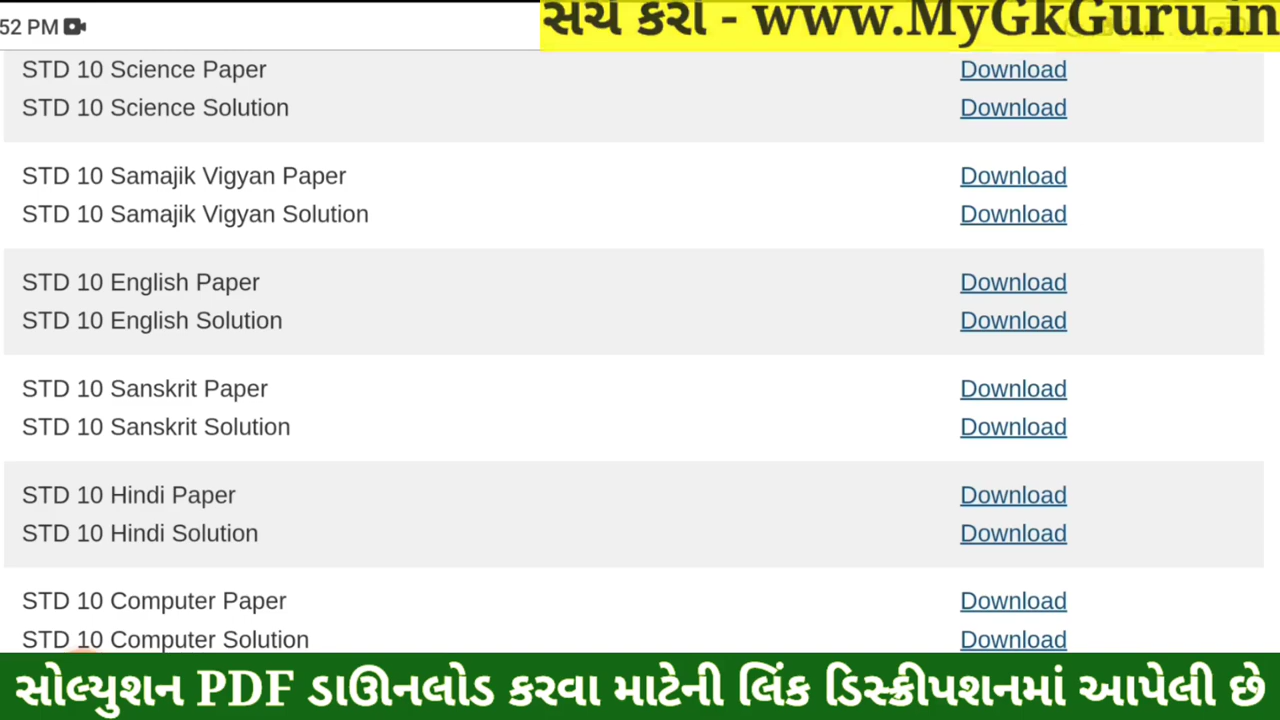 52 PM
સર્ચ કરો - www.MyGkGuru.in
STD 10 Science Paper Download
STD 10 Science Solution Download
STD 10 Samajik Vigyan Paper Download
STD 10 Samajik Vigyan Solution Download
STD 10 English Paper Download
STD 10 English Solution Download
STD 10 Sanskrit Paper Download
STD 10 Sanskrit Solution Download
STD 10 Hindi Paper Download
STD 10 Hindi Solution Download
STD 10 Computer Paper Download
STD 10 Computer Solution Download
સોલ્યુશન PDF ડાઊનલોડ કરવા માટેની લિંક ડિસ્ક્રીપશનમાં આપેલી છે